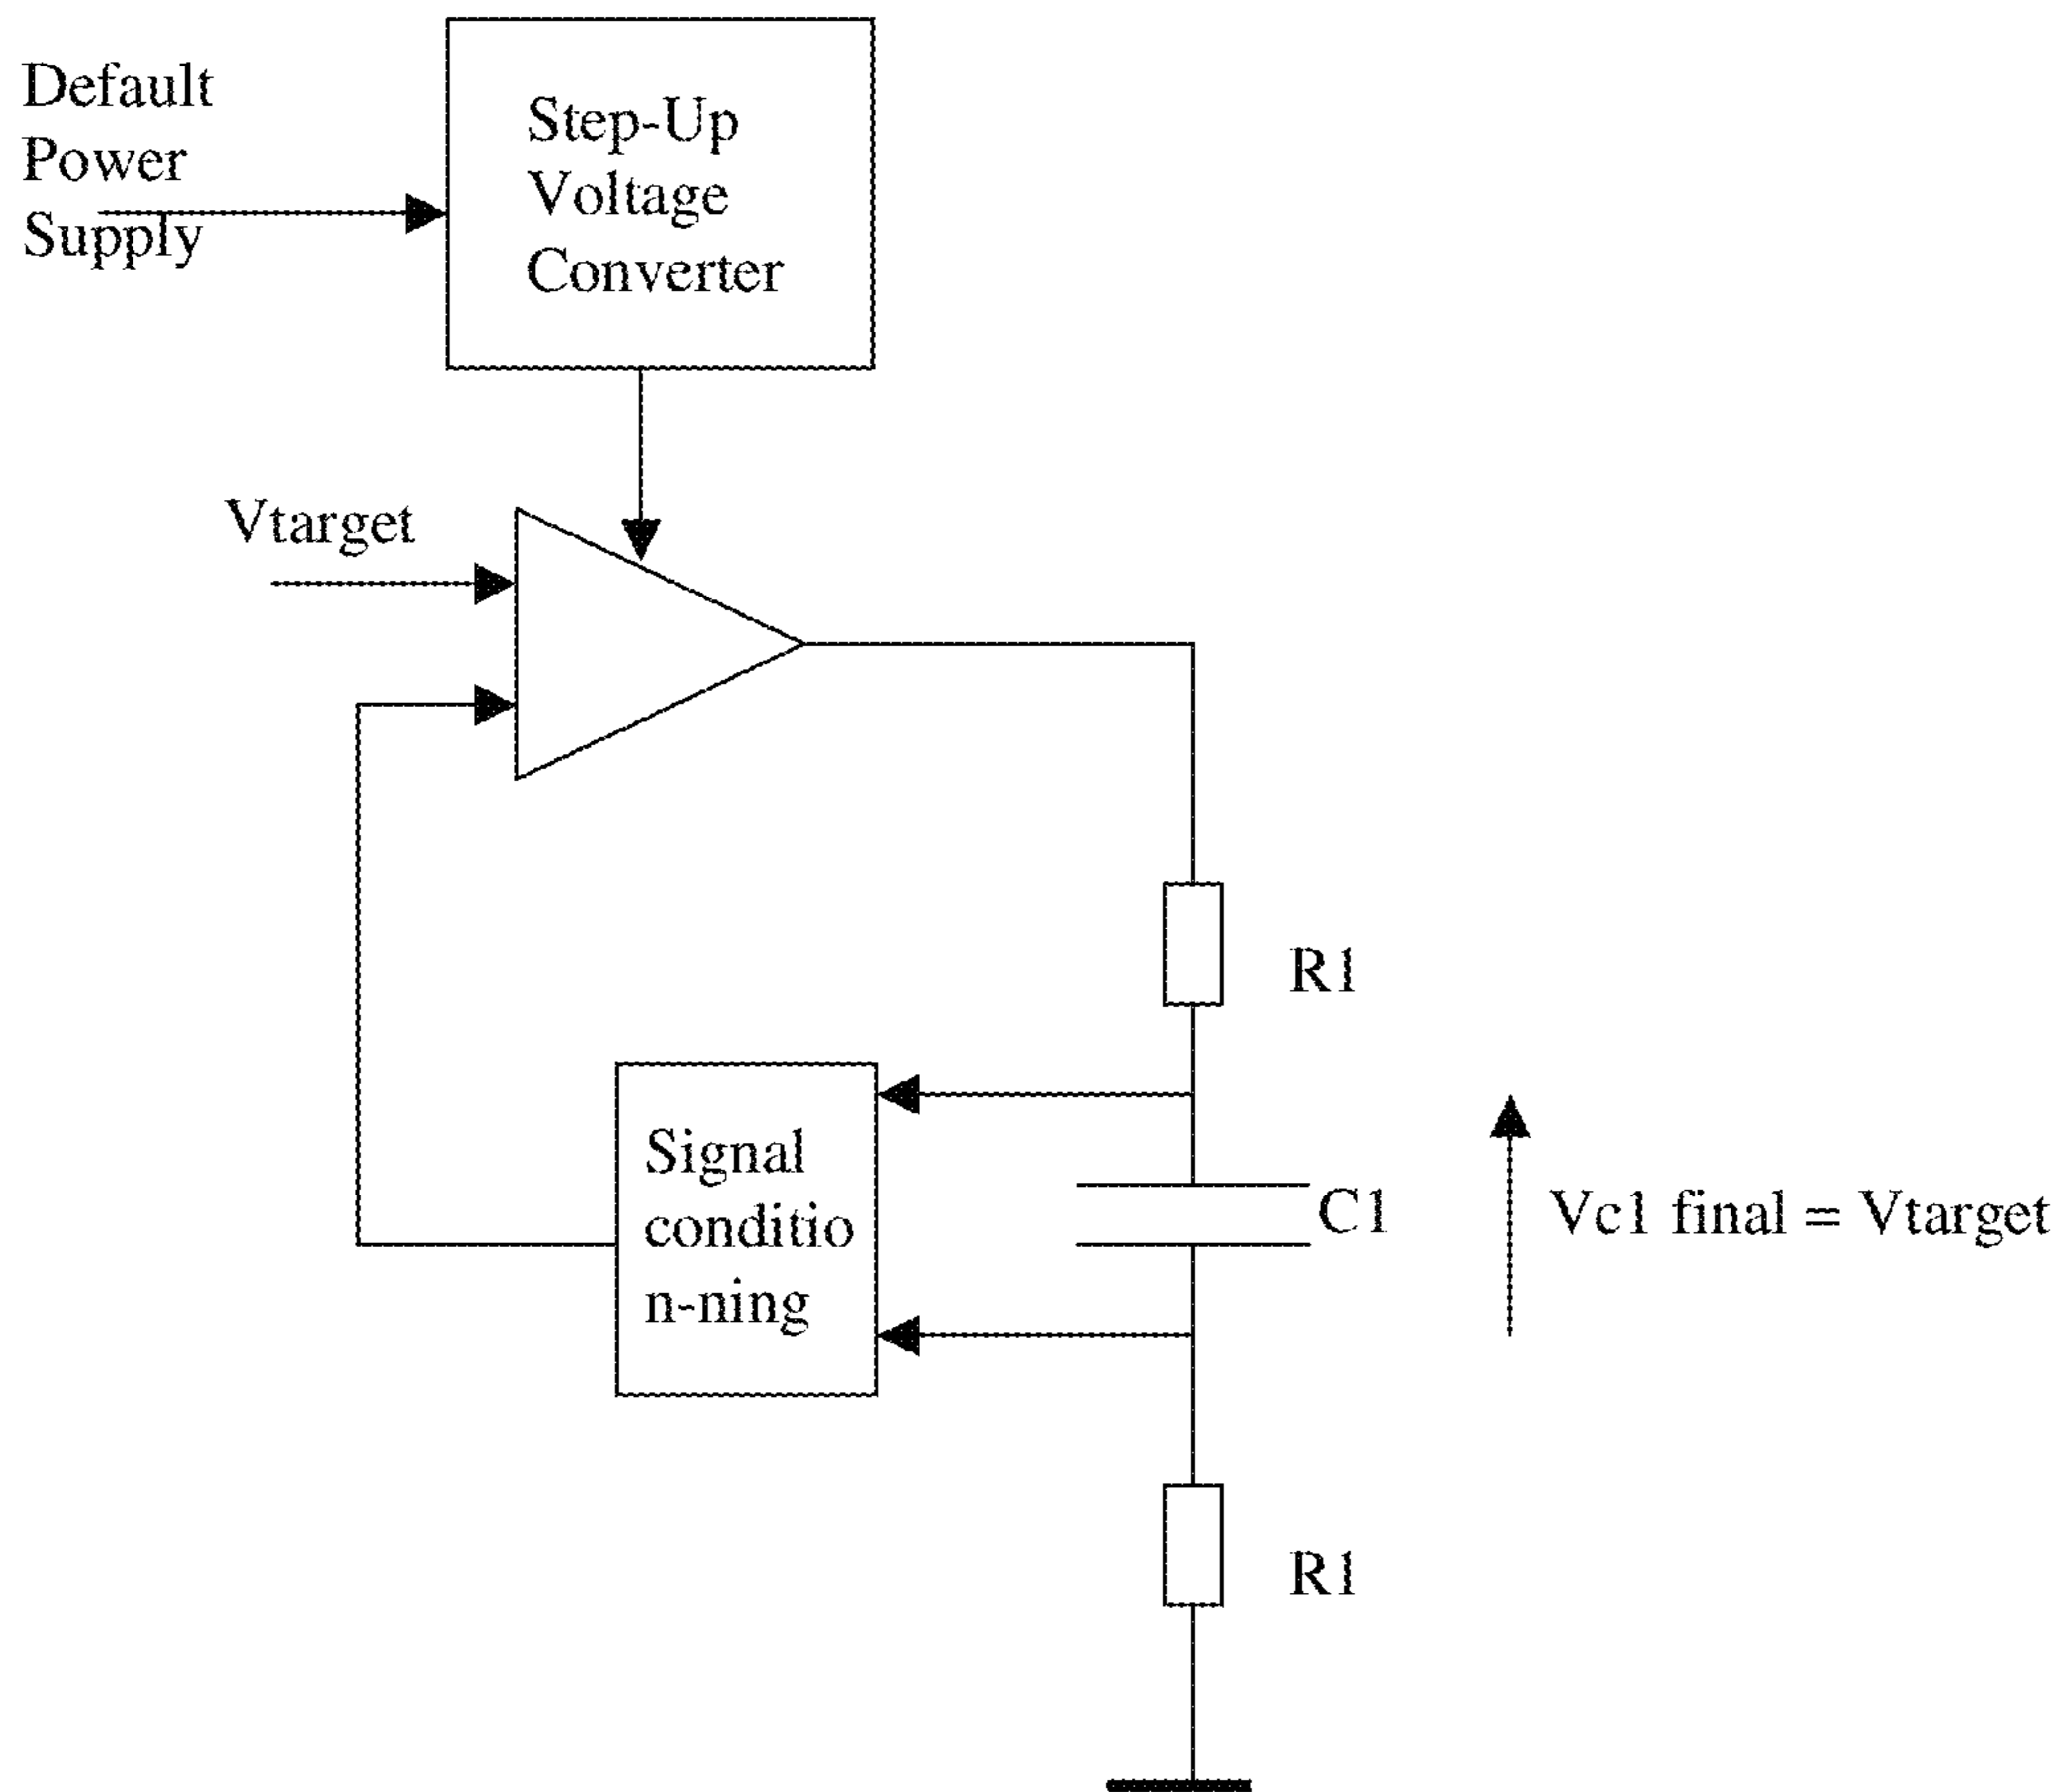 Default
Power
Supply
Step-Up
Voltage
Converter
Vtarget
R1
Signal
conditio
n-ning
C1
Vc1 final = Vtarget
R1